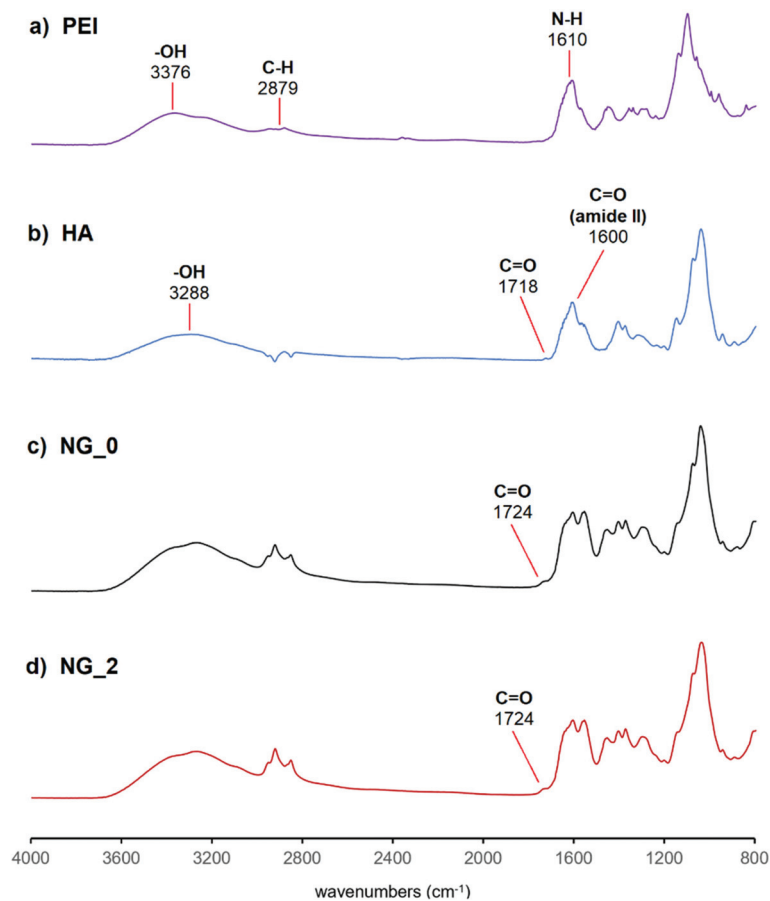 a) PEI
-OH
3376
C-H
2879
N-H
1610
b) HA
-OH
3288
C=O
1718
C=O
(amide II)
1600
c) NG_0
C=O
1724
d) NG_2
C=O
1724
4000 3600 3200 2800 2400 2000 1600 1200 800
wavenumbers (cm⁻¹)